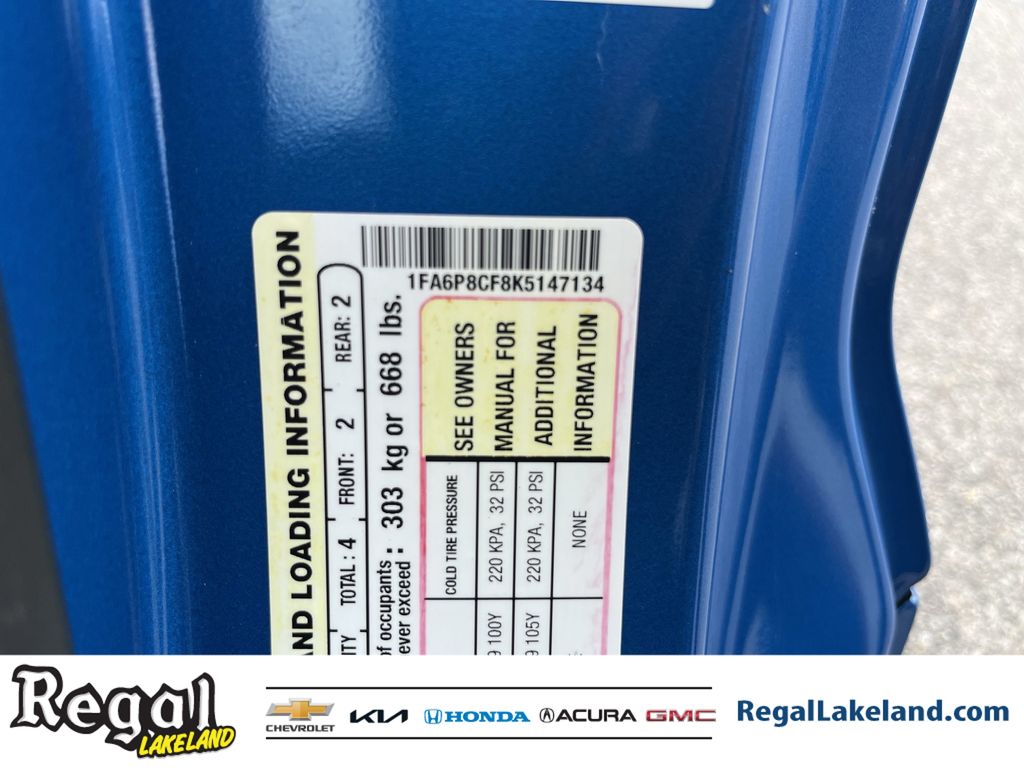 1FA6P8CF8K5147134
AND LOADING INFORMATION
TOTAL: 4 FRONT: 2 REAR: 2
of occupants
: 303 kg or 668 lbs.
COLD TIRE PRESSURE
SEE OWNERS
MANUAL FOR
ADDITIONAL
INFORMATION
100Y 220 KPA, 32 PSI
105Y 220 KPA, 32 PSI
NONE
Regal
LAKELAND
CHEVROLET
KIA
HONDA
ACURA
GMC
RegalLakeland.com